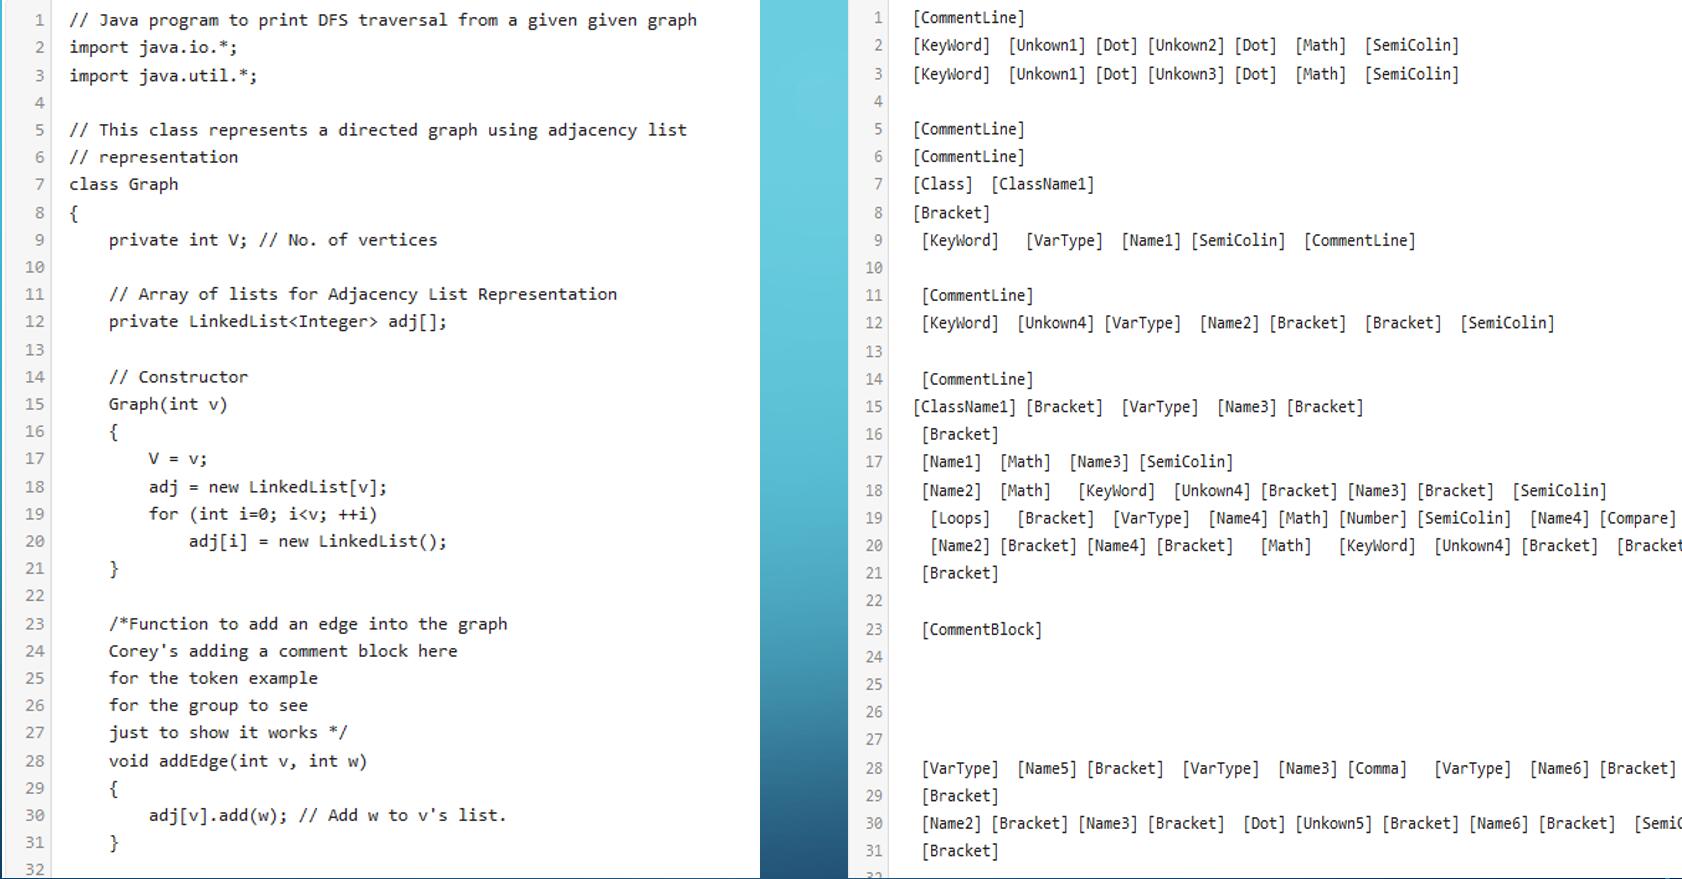 1 // Java program to print DFS traversal from a given given graph
2 import java.io.*;
3 import java.util.*;
4
5 // This class represents a directed graph using adjacency list
6 // representation
7 class Graph
8 {
9 private int V; // No. of vertices
10
11 // Array of lists for Adjacency List Representation
12 private LinkedList<Integer> adj[];
13
14 // Constructor
15 Graph(int v)
16 {
17 V = v;
18 adj = new LinkedList[v];
19 for (int i=0; i<v; ++i)
20 adj[i] = new LinkedList();
21 }
22
23 /*Function to add an edge into the graph
24 Corey's adding a comment block here
25 for the token example
26 for the group to see
27 just to show it works */
28 void addEdge(int v, int w)
29 {
30 adj[v].add(w); // Add w to v's list.
31 }
32
1 [CommentLine]
2 [KeyWord] [Unkown1] [Dot] [Unkown2] [Dot] [Math] [SemiColin]
3 [KeyWord] [Unkown1] [Dot] [Unkown3] [Dot] [Math] [SemiColin]
4
5 [CommentLine]
6 [CommentLine]
7 [Class] [ClassName1]
8 [Bracket]
9 [KeyWord] [VarType] [Name1] [SemiColin] [CommentLine]
10
11 [CommentLine]
12 [KeyWord] [Unkown4] [VarType] [Name2] [Bracket] [Bracket] [SemiColin]
13
14 [CommentLine]
15 [ClassName1] [Bracket] [VarType] [Name3] [Bracket]
16 [Bracket]
17 [Name1] [Math] [Name3] [SemiColin]
18 [Name2] [Math] [KeyWord] [Unkown4] [Bracket] [Name3] [Bracket] [SemiColin]
19 [Loops] [Bracket] [VarType] [Name4] [Math] [Number] [SemiColin] [Name4] [Compare]
20 [Name2] [Bracket] [Name4] [Bracket] [Math] [KeyWord] [Unkown4] [Bracket] [Bracket
21 [Bracket]
22
23 [CommentBlock]
24
25
26
27
28 [VarType] [Name5] [Bracket] [VarType] [Name3] [Comma] [VarType] [Name6] [Bracket]
29 [Bracket]
30 [Name2] [Bracket] [Name3] [Bracket] [Dot] [Unkown5] [Bracket] [Name6] [Bracket] [SemiC
31 [Bracket]